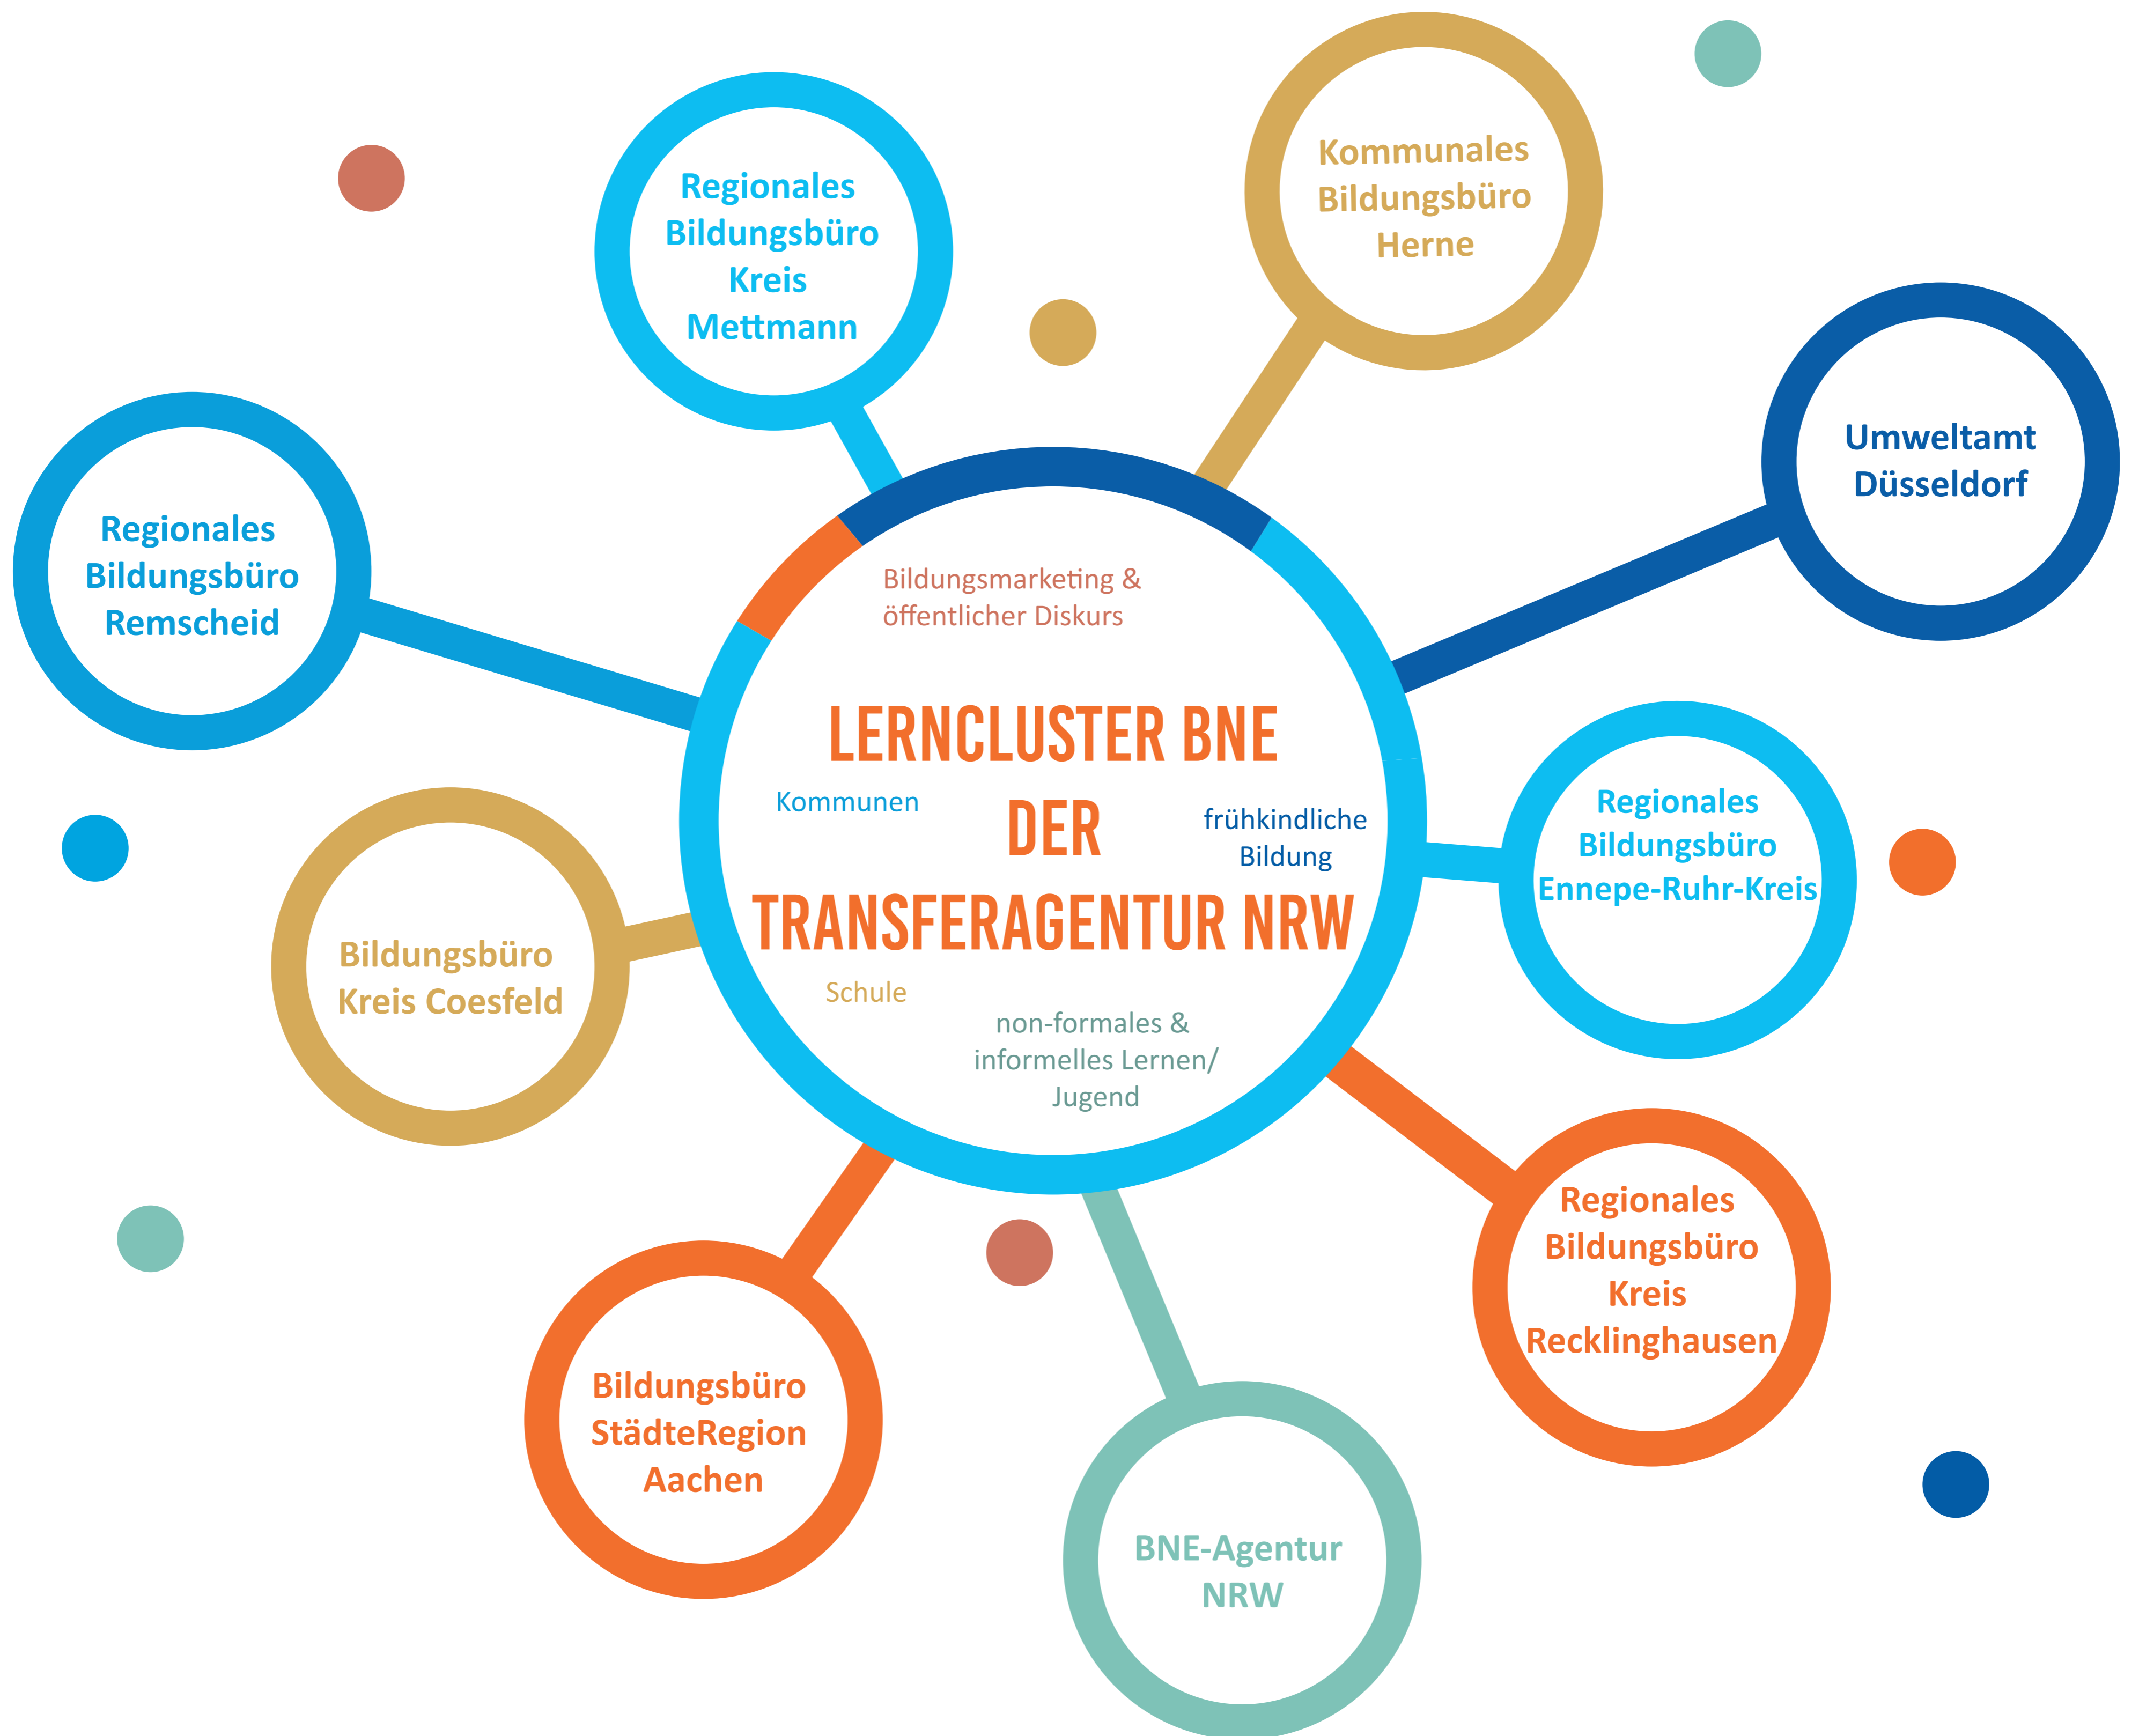 Regionales
Bildungsbüro
Kreis
Mettmann
Kommunales
Bildungsbüro
Herne
Umweltamt
Düsseldorf
Regionales
Bildungsbüro
Remscheid
Bildungsmarketing &
öffentlicher Diskurs
LERNCLUSTER BNE
DER
TRANSFERAGENTUR NRW
Kommunen
frühkindliche
Bildung
Schule
non-formales &
informelles Lernen/
Jugend
Regionales
Bildungsbüro
Ennepe-Ruhr-Kreis
Bildungsbüro
Kreis Coesfeld
Regionales
Bildungsbüro
Kreis
Recklinghausen
Bildungsbüro
StädteRegion
Aachen
BNE-Agentur
NRW